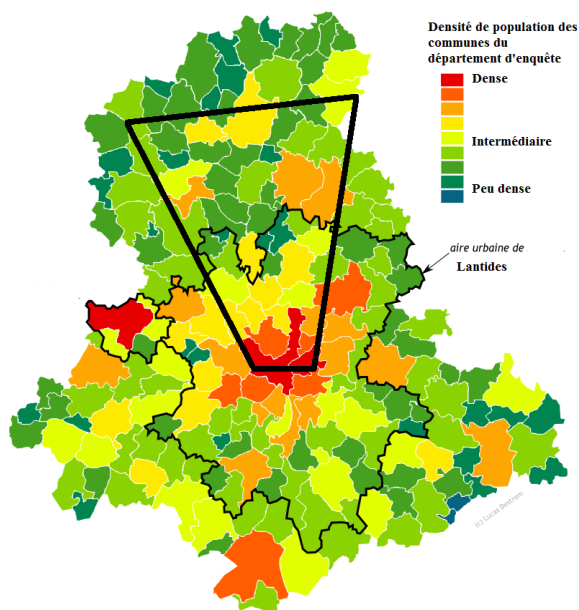 Densité de population des
communes du
département d'enquête
Dense
Intermédiaire
Peu dense
aire urbaine de
Lantides
(c) Lucas Destrem